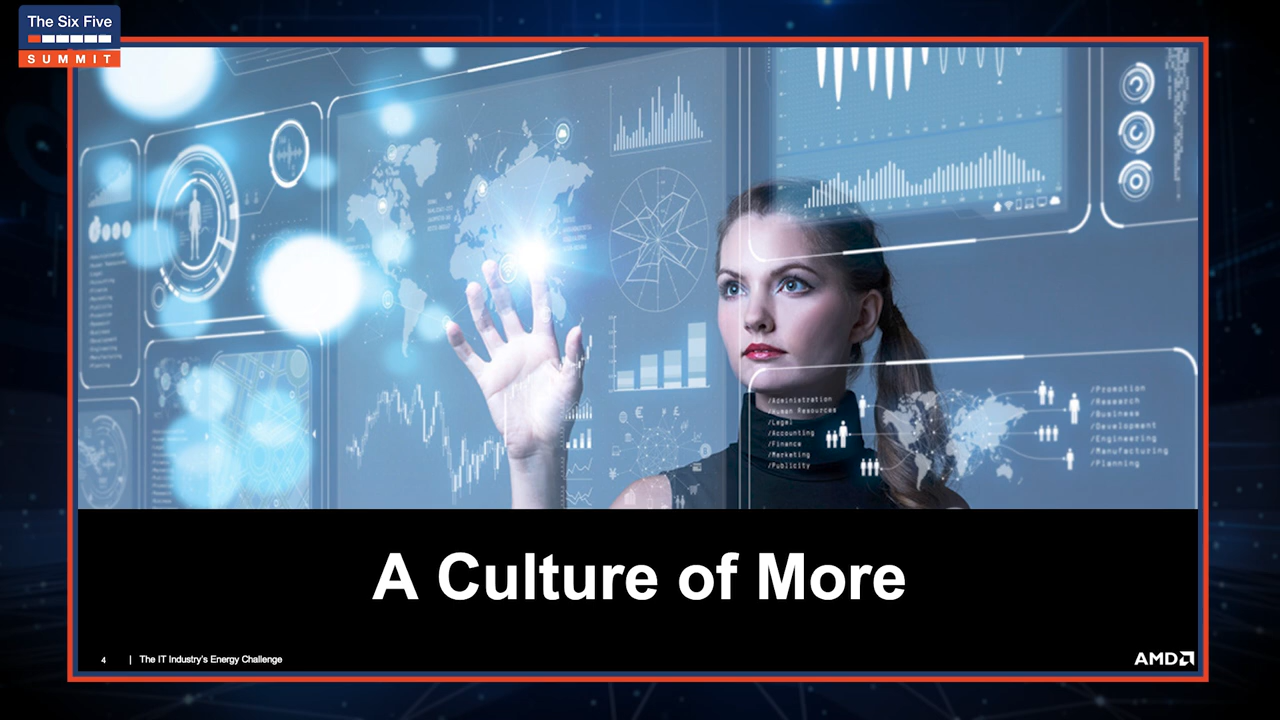 The Six Five
SUMMIT
/Administration
/Human Resources
/Legal
/Accounting
/Finance
/Marketing
/Publicity
/Promotion
/Research
/Business
/Development
/Engineering
/Manufacturing
/Planning
A Culture of More
4 | The IT Industry's Energy Challenge
AMD